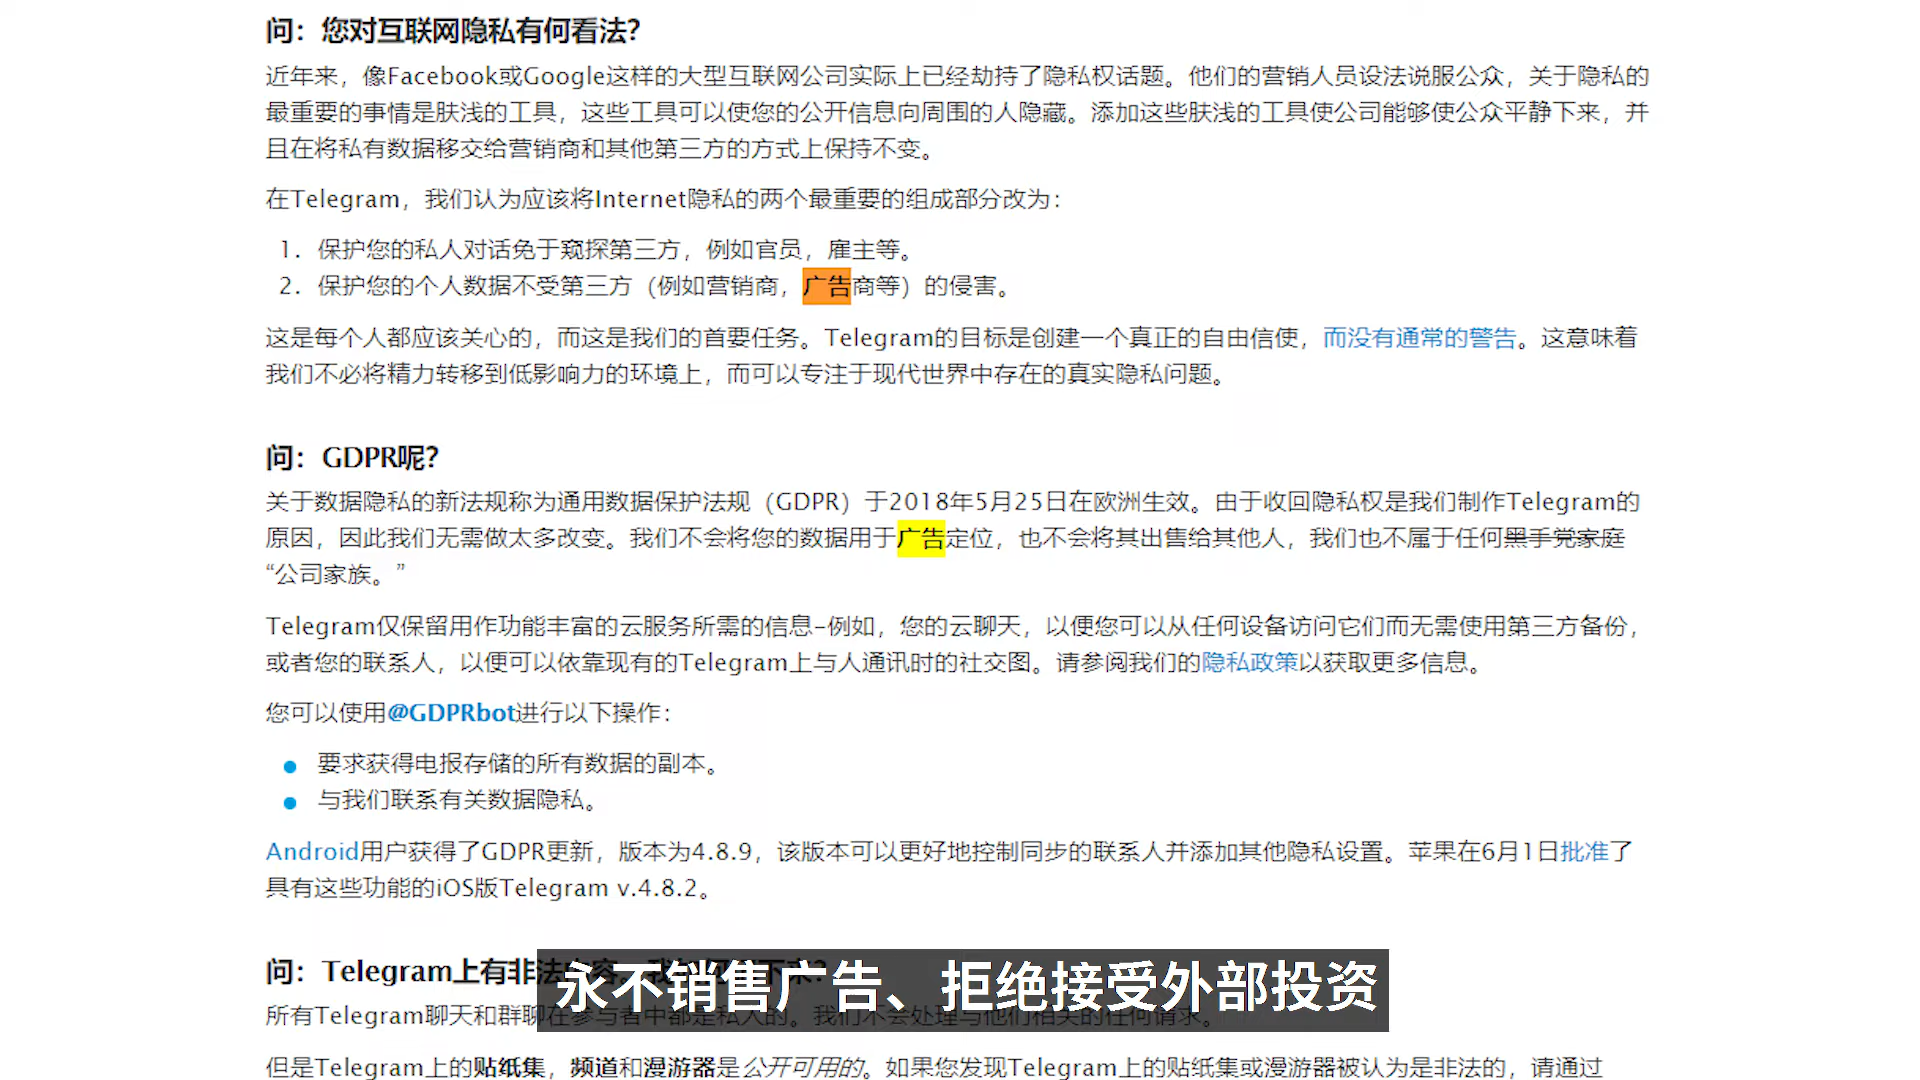 问：您对互联网隐私有何看法？
近年来，像Facebook或Google这样的大型互联网公司实际上已经劫持了隐私权话题。他们的营销人员设法说服公众，关于隐私的
最重要的事情是肤浅的工具，这些工具可以使您的公开信息向周围的人隐藏。添加这些肤浅的工具使公司能够使公众平静下来，并
且在将私有数据移交给营销商和其他第三方的方式上保持不变。
在Telegram，我们认为应该将Internet隐私的两个最重要的组成部分改为：
1. 保护您的私人对话免于窥探第三方，例如官员，雇主等。
2. 保护您的个人数据不受第三方（例如营销商，广告商等）的侵害。
这是每个人都应该关心的，而这是我们的首要任务。Telegram的目标是创建一个真正的自由信使，而没有通常的警告。这意味着
我们不必将精力转移到低影响力的环境上，而可以专注于现代世界中存在的真实隐私问题。
问：GDPR呢？
关于数据隐私的新法规称为通用数据保护法规（GDPR）于2018年5月25日在欧洲生效。由于收回隐私权是我们制作Telegram的
原因，因此我们无需做太多改变。我们不会将您的数据用于广告定位，也不会将其出售给其他人，我们也不属于任何黑手党家庭
“公司家族。”
Telegram仅保留用作功能丰富的云服务所需的信息–例如，您的云聊天，以便您可以从任何设备访问它们而无需使用第三方备份，
或者您的联系人，以便可以依靠现有的Telegram上与人通讯时的社交图。请参阅我们的隐私政策以获取更多信息。
您可以使用@GDPRbot进行以下操作：
● 要求获得电报存储的所有数据的副本。
● 与我们联系有关数据隐私。
Android用户获得了GDPR更新，版本为4.8.9，该版本可以更好地控制同步的联系人并添加其他隐私设置。苹果在6月1日批准了
具有这些功能的iOS版Telegram v.4.8.2。
问：Telegram上有非法内容。我如何取下来？
永不销售广告、拒绝接受外部投资
所有Telegram聊天和群聊在参与者中都是私人的。我们不会处理与他们相关的任何请求。
但是Telegram上的贴纸集，频道和漫游器是公开可用的。如果您发现Telegram上的贴纸集或漫游器被认为是非法的，请通过